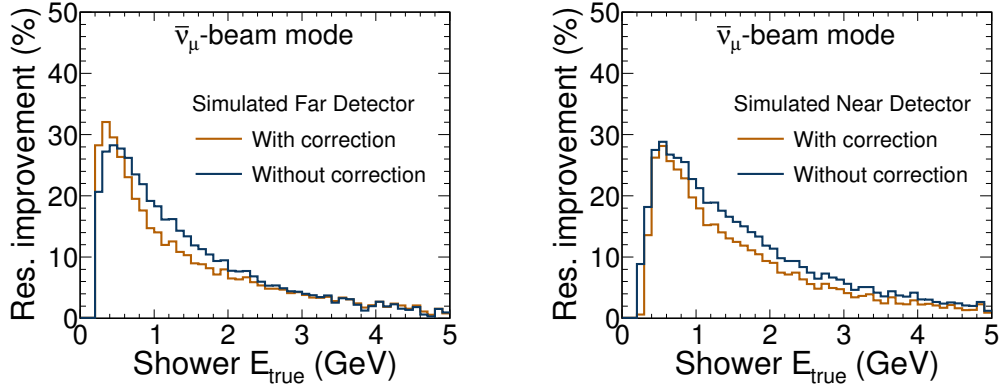 50
40
30
20
10
0
Res. improvement (%)
ν̅μ-beam mode
Simulated Far Detector
With correction
Without correction
0 1 2 3 4 5
Shower Etrue (GeV)
50
40
30
20
10
0
Res. improvement (%)
ν̅μ-beam mode
Simulated Near Detector
With correction
Without correction
0 1 2 3 4 5
Shower Etrue (GeV)